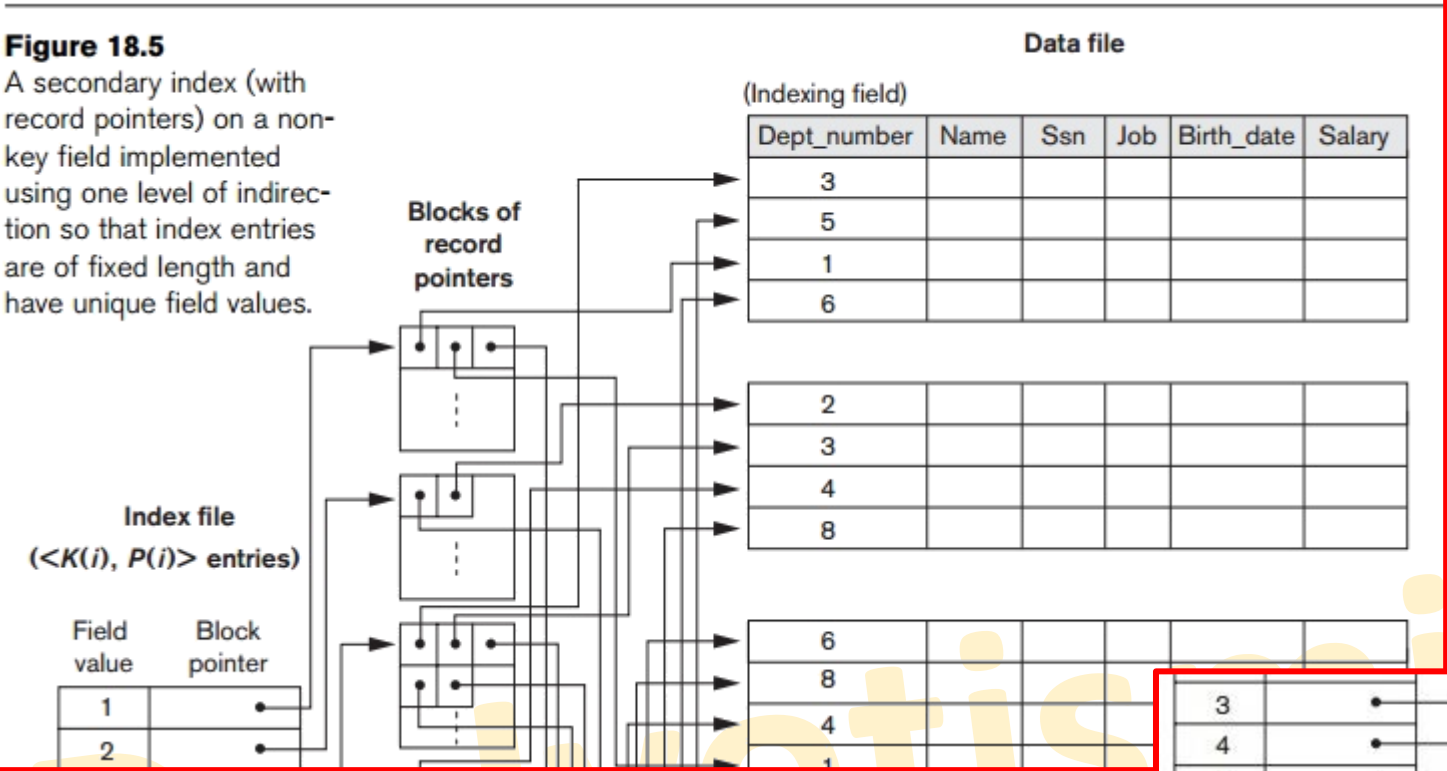 Figure 18.5
A secondary index (with
record pointers) on a non-
key field implemented
using one level of indirec-
tion so that index entries
are of fixed length and
have unique field values.
Data file
(Indexing field)
Dept_number Name Ssn Job Birth_date Salary
3
5
1
6
2
3
4
8
6
8
4
1
Blocks of
record
pointers
Index file
(<K(i), P(i)> entries)
Field value
Block pointer
1
2
3
4